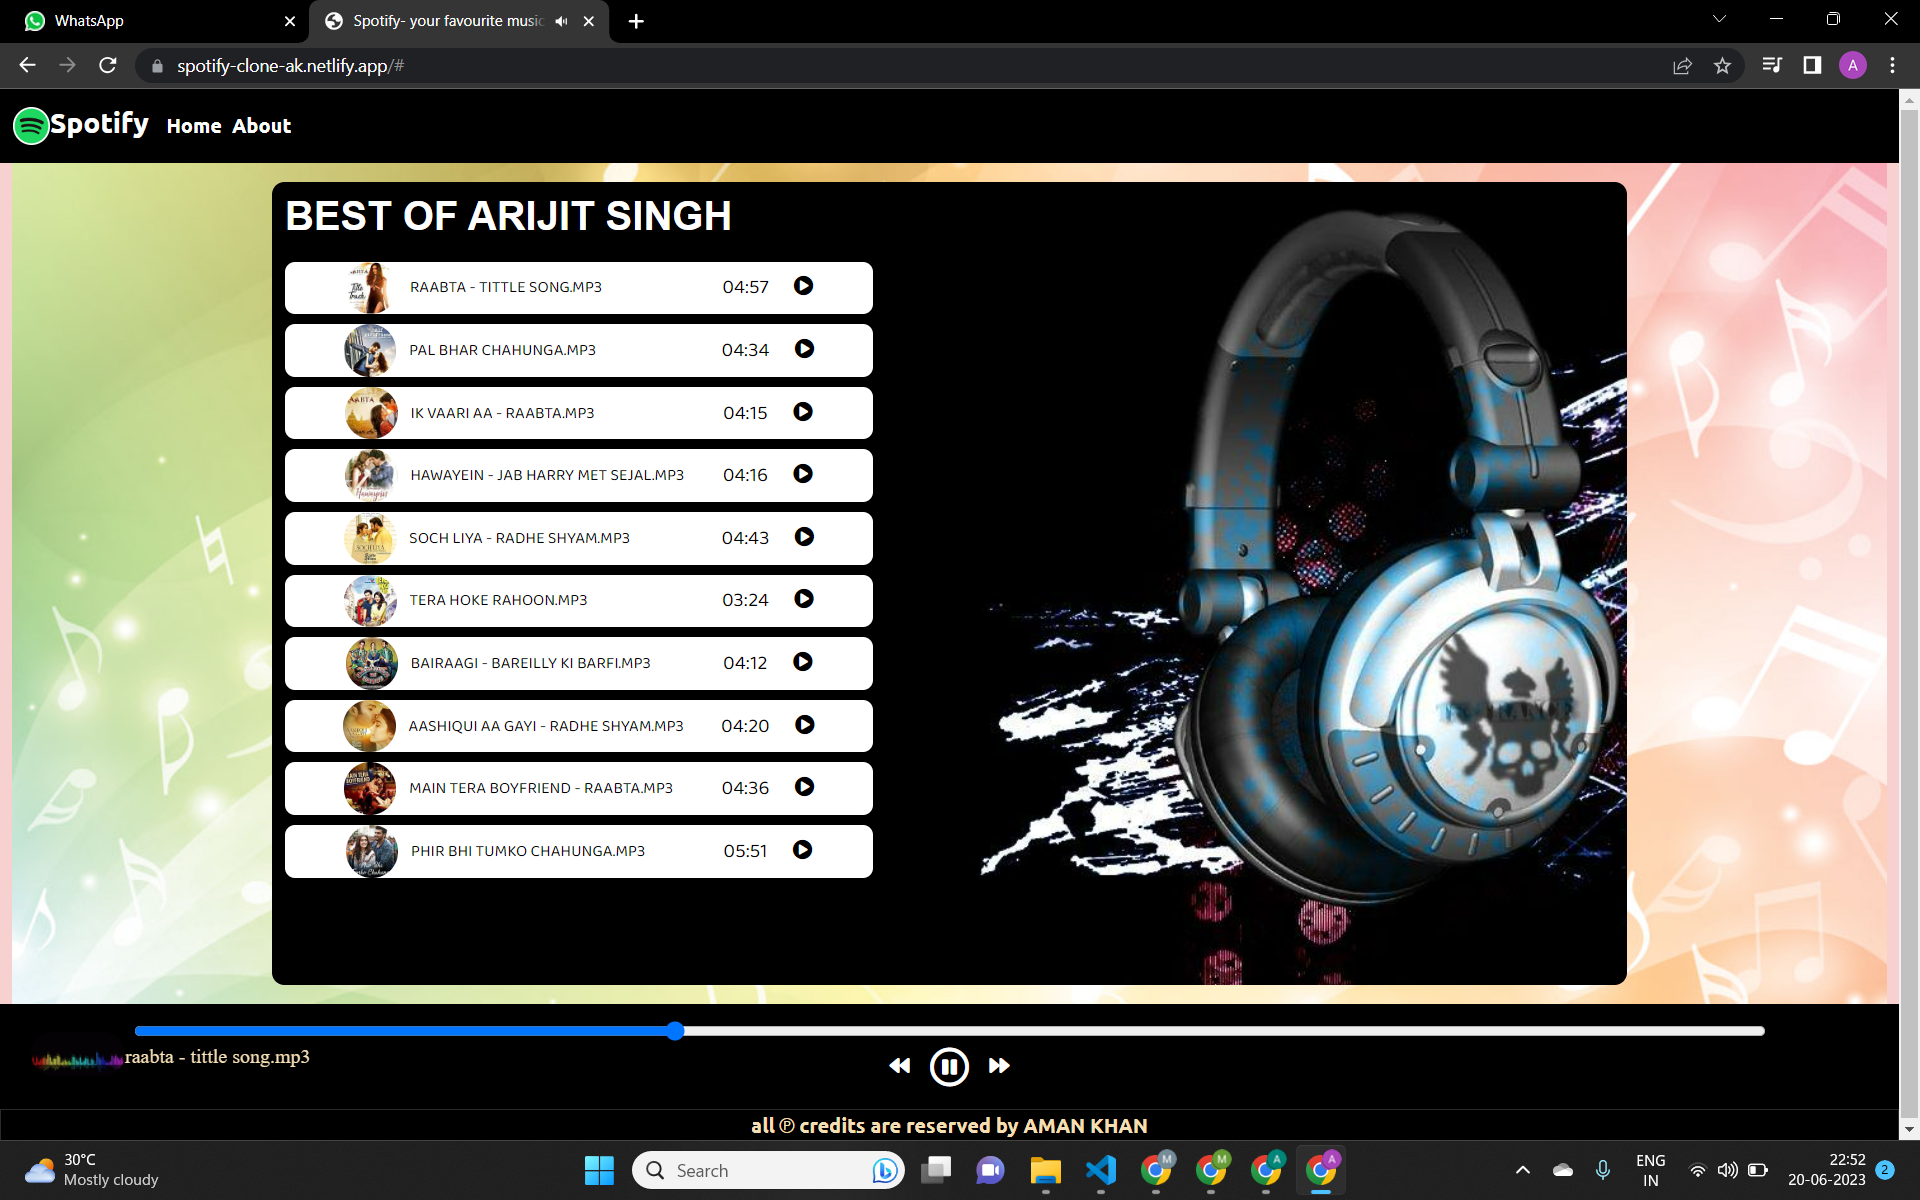 WhatsApp
Spotify- your favourite music
spotify-clone-ak.netlify.app/#
A
Spotify Home About
BEST OF ARIJIT SINGH
RAABTA - TITTLE SONG.MP3 04:57
PAL BHAR CHAHUNGA.MP3 04:34
IK VAARI AA - RAABTA.MP3 04:15
HAWAYEIN - JAB HARRY MET SEJAL.MP3 04:16
SOCH LIYA - RADHE SHYAM.MP3 04:43
TERA HOKE RAHOON.MP3 03:24
BAIRAAGI - BAREILLY KI BARFI.MP3 04:12
AASHIQUI AA GAYI - RADHE SHYAM.MP3 04:20
MAIN TERA BOYFRIEND - RAABTA.MP3 04:36
PHIR BHI TUMKO CHAHUNGA.MP3 05:51
raabta - tittle song.mp3
all ℗ credits are reserved by AMAN KHAN
30°C
Mostly cloudy
Search
M
M
A
A
ENG
IN
22:52
20-06-2023
2